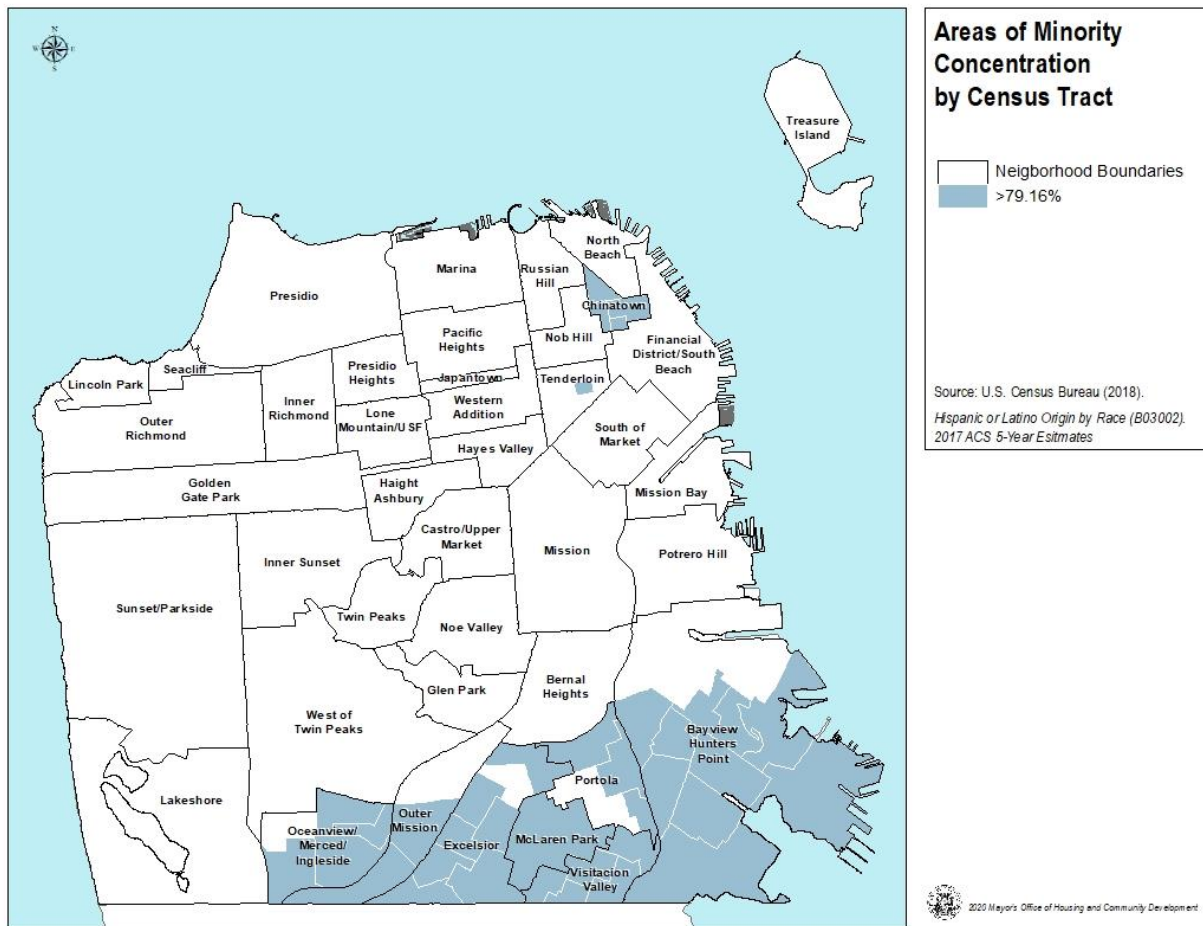 N
W E
S
Areas of Minority
Concentration
by Census Tract
Neigborhood Boundaries
>79.16%
Source: U.S. Census Bureau (2018).
Hispanic or Latino Origin by Race (B03002).
2017 ACS 5-Year Esitmates
Treasure
Island
North
Beach
Marina
Russian
Hill
Presidio
Chinatown
Pacific
Heights
Nob Hill
Financial
District/South
Beach
Seacliff
Lincoln Park
Presidio
Heights
Japantown
Tenderloin
Inner
Richmond
Western
Addition
Outer
Richmond
Lone
Mountain/USF
South of
Market
Hayes Valley
Golden
Gate Park
Haight
Ashbury
Mission Bay
Castro/Upper
Market
Mission
Potrero Hill
Inner Sunset
Sunset/Parkside
Twin Peaks
Noe Valley
Glen Park
Bernal
Heights
West of
Twin Peaks
Bayview
Hunters
Point
Portola
Lakeshore
Oceanview/
Merced/
Ingleside
Outer
Mission
Excelsior
McLaren Park
Visitacion
Valley
2020 Mayor's Office of Housing and Community Development